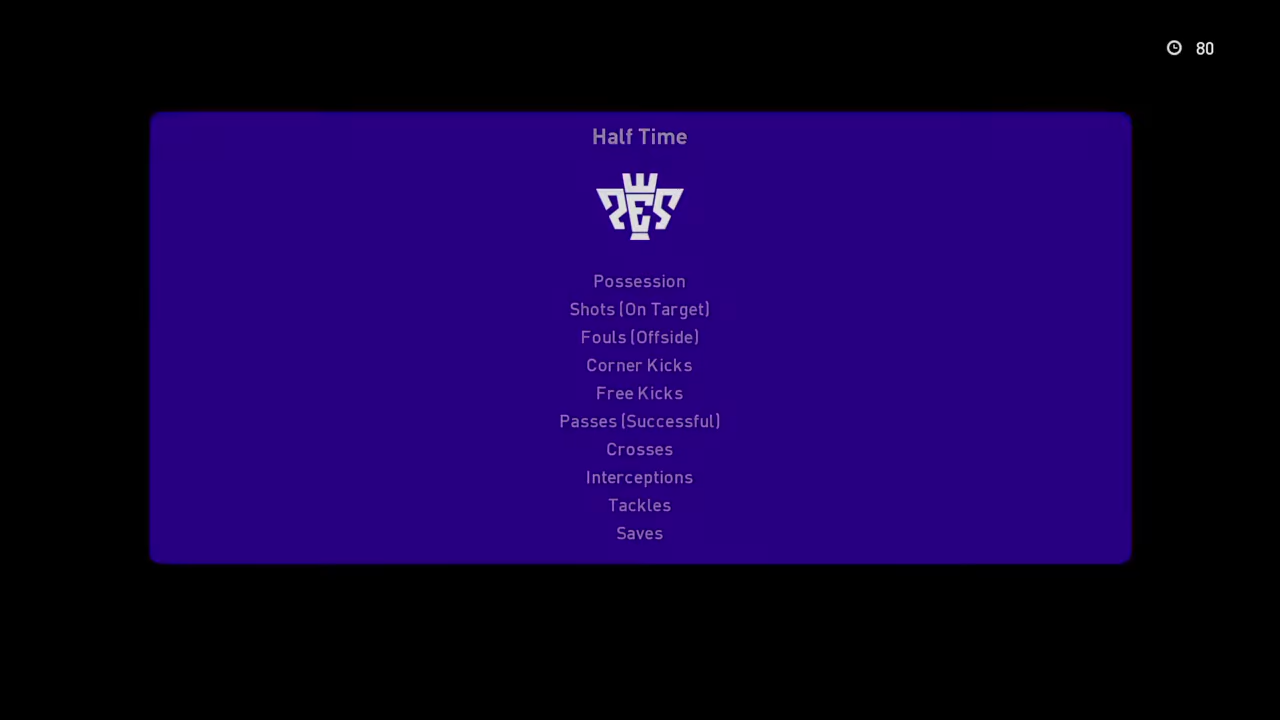 80
Half Time
PES
Possession
Shots (On Target)
Fouls (Offside)
Corner Kicks
Free Kicks
Passes (Successful)
Crosses
Interceptions
Tackles
Saves